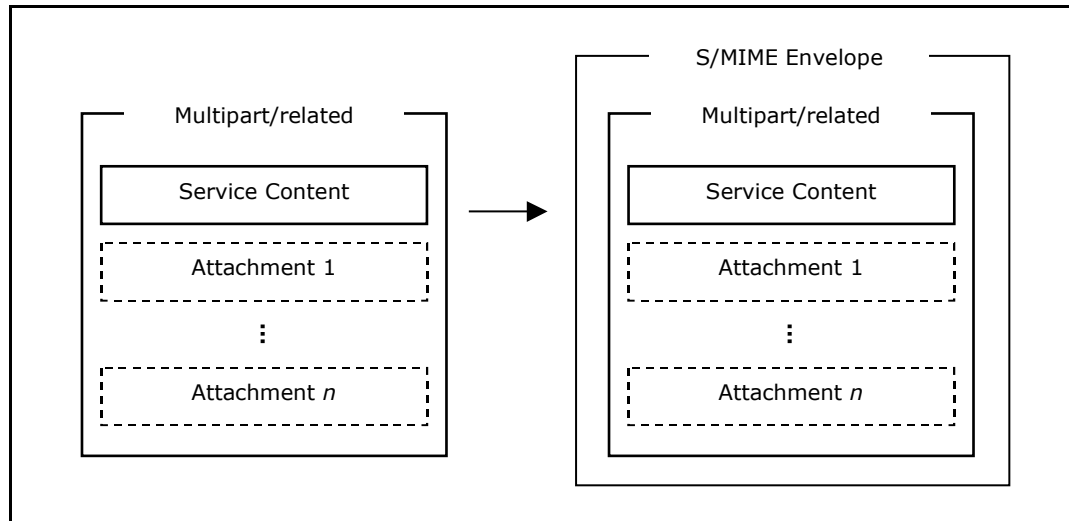 S/MIME Envelope
Multipart/related
Service Content
Attachment 1
⋮
Attachment n
Multipart/related
Service Content
Attachment 1
⋮
Attachment n